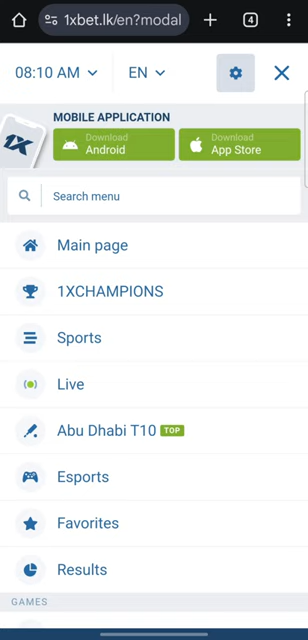 1xbet.lk/en?modal
4
08:10 AM
EN
1X
MOBILE APPLICATION
Download
Android
Download
App Store
Search menu
Main page
1XCHAMPIONS
Sports
Live
Abu Dhabi T10 TOP
Esports
Favorites
Results
GAMES